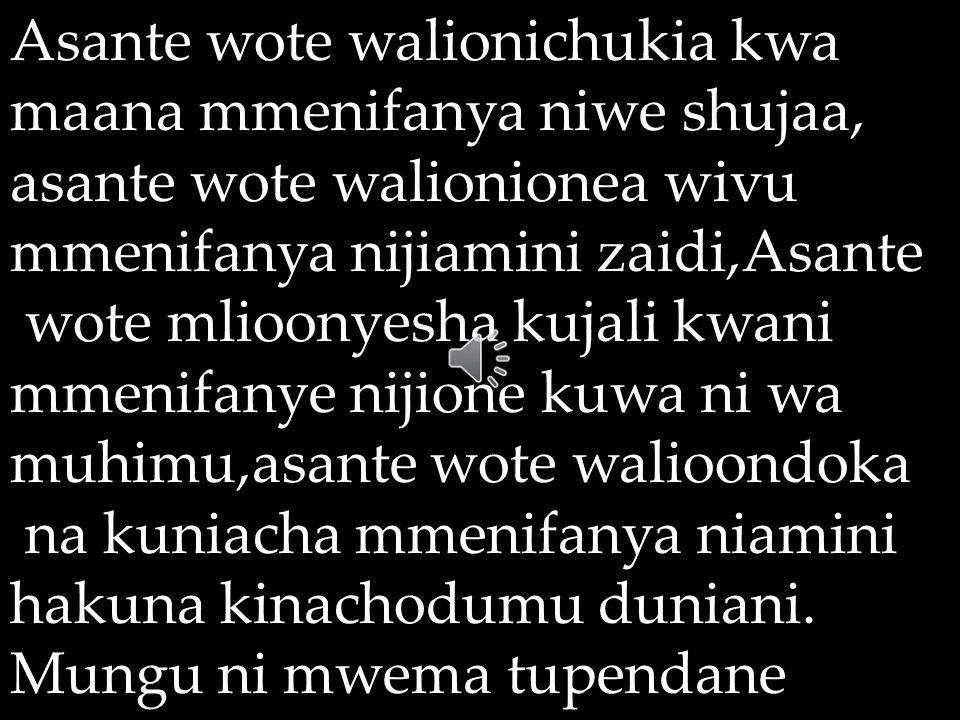 Asante wote walionichukia kwa
maana mmenifanya niwe shujaa,
asante wote walionionea wivu
mmenifanya nijiamini zaidi,Asante
wote mlioonyesha kujali kwani
mmenifanye nijione kuwa ni wa
muhimu,asante wote walioondoka
na kuniacha mmenifanya niamini
hakuna kinachodumu duniani.
Mungu ni mwema tupendane